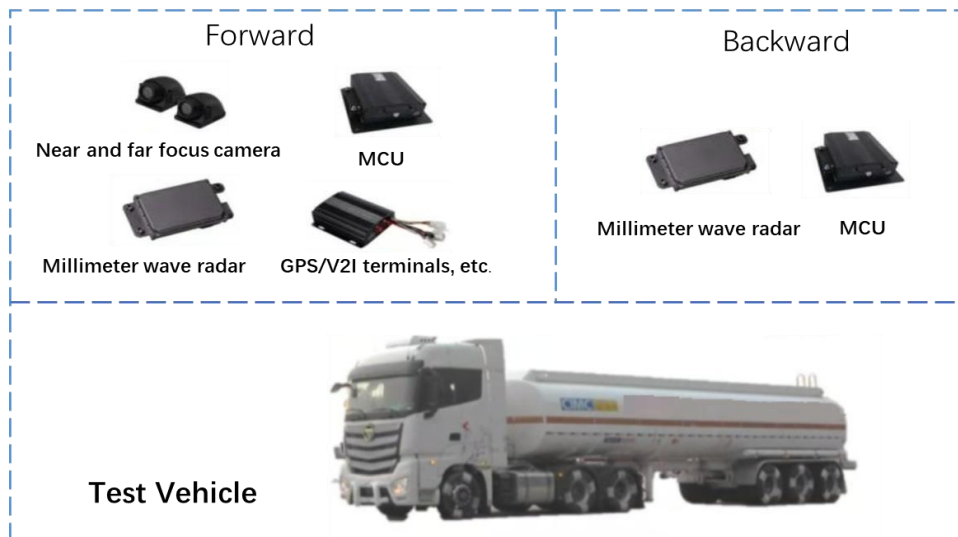 Forward
Near and far focus camera
MCU
Millimeter wave radar
GPS/V2I terminals, etc.
Backward
Millimeter wave radar
MCU
CIMC
Test Vehicle